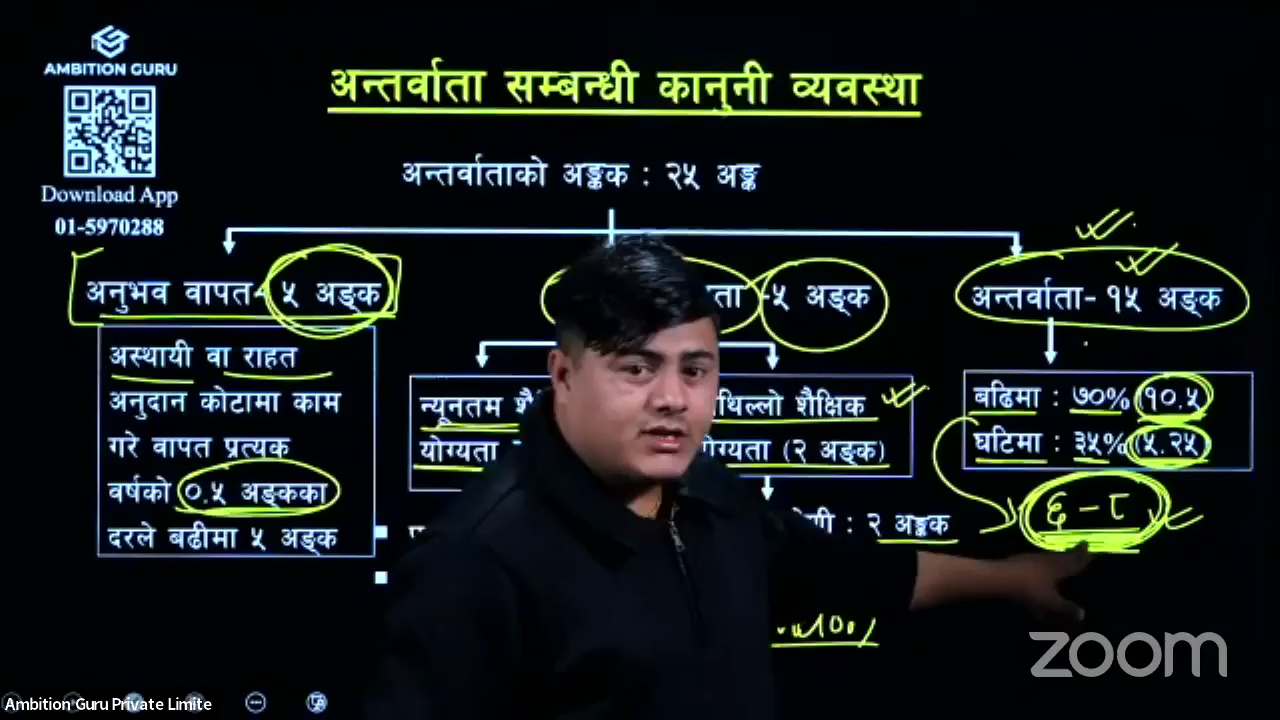 AMBITION GURU
Download App
01-5970288
अन्तर्वाता सम्बन्धी कानुनी व्यवस्था
अन्तर्वाताको अङ्कक : २५ अङ्क
अनुभव वापत- ५ अङ्क
अस्थायी वा राहत
अनुदान कोटामा काम
गरे वापत प्रत्यक
वर्षको ०.५ अङ्कका
दरले बढीमा ५ अङ्क
-५ अङ्क
न्यूनतम
योग्यता
शैक्षिक
(२ अङ्क)
: २ अङ्कक
अन्तर्वाता- १५ अङ्क
बढिमा : ७०% (१०.५)
घटिमा : ३५% (५.२५)
६ - ८
zoom
Ambition Guru Private Limite